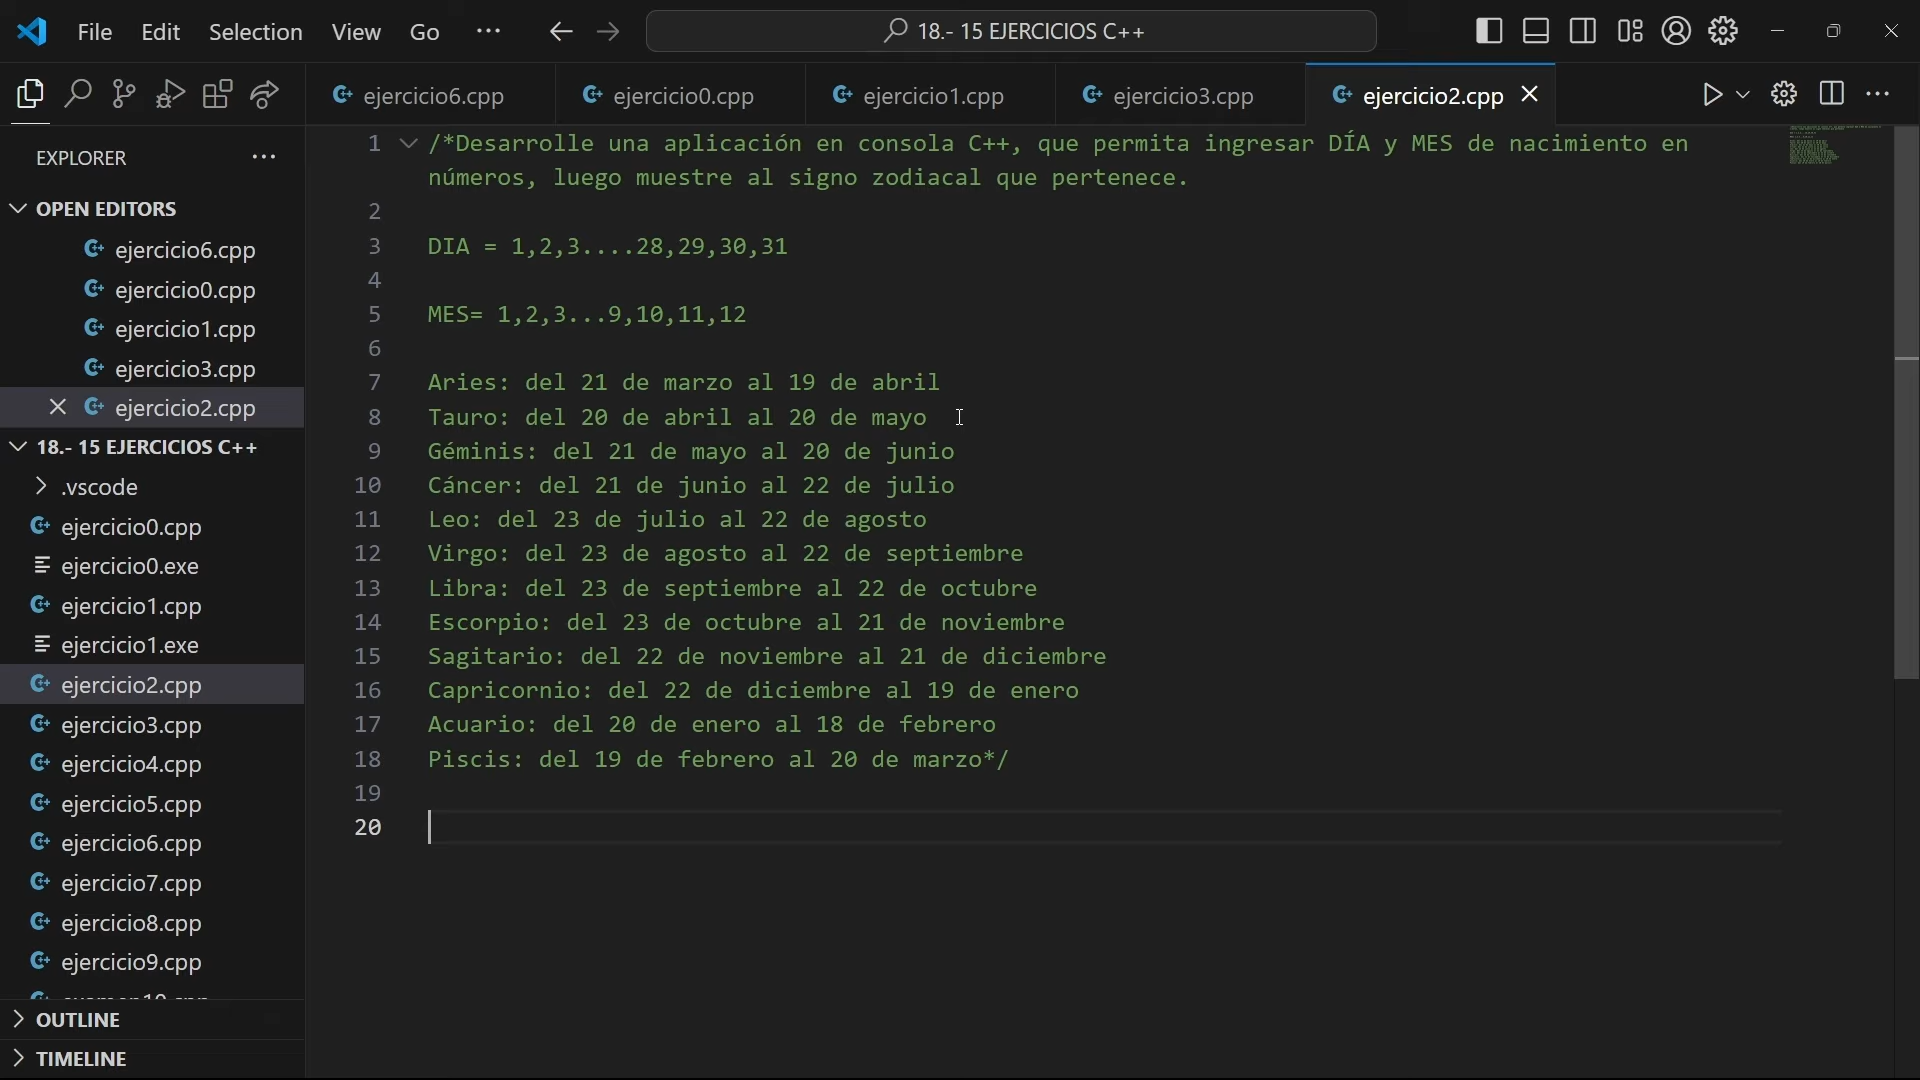 File Edit Selection View Go ··· 18.- 15 EJERCICIOS C++
ejercicio6.cpp ejercicio0.cpp ejercicio1.cpp ejercicio3.cpp ejercicio2.cpp
EXPLORER
OPEN EDITORS
ejercicio6.cpp
ejercicio0.cpp
ejercicio1.cpp
ejercicio3.cpp
ejercicio2.cpp
18.- 15 EJERCICIOS C++
.vscode
ejercicio0.cpp
ejercicio0.exe
ejercicio1.cpp
ejercicio1.exe
ejercicio2.cpp
ejercicio3.cpp
ejercicio4.cpp
ejercicio5.cpp
ejercicio6.cpp
ejercicio7.cpp
ejercicio8.cpp
ejercicio9.cpp
OUTLINE
TIMELINE
1 /*Desarrolle una aplicación en consola C++, que permita ingresar DÍA y MES de nacimiento en
números, luego muestre al signo zodiacal que pertenece.
2
3 DIA = 1,2,3....28,29,30,31
4
5 MES= 1,2,3...9,10,11,12
6
7 Aries: del 21 de marzo al 19 de abril
8 Tauro: del 20 de abril al 20 de mayo
9 Géminis: del 21 de mayo al 20 de junio
10 Cáncer: del 21 de junio al 22 de julio
11 Leo: del 23 de julio al 22 de agosto
12 Virgo: del 23 de agosto al 22 de septiembre
13 Libra: del 23 de septiembre al 22 de octubre
14 Escorpio: del 23 de octubre al 21 de noviembre
15 Sagitario: del 22 de noviembre al 21 de diciembre
16 Capricornio: del 22 de diciembre al 19 de enero
17 Acuario: del 20 de enero al 18 de febrero
18 Piscis: del 19 de febrero al 20 de marzo*/
19
20